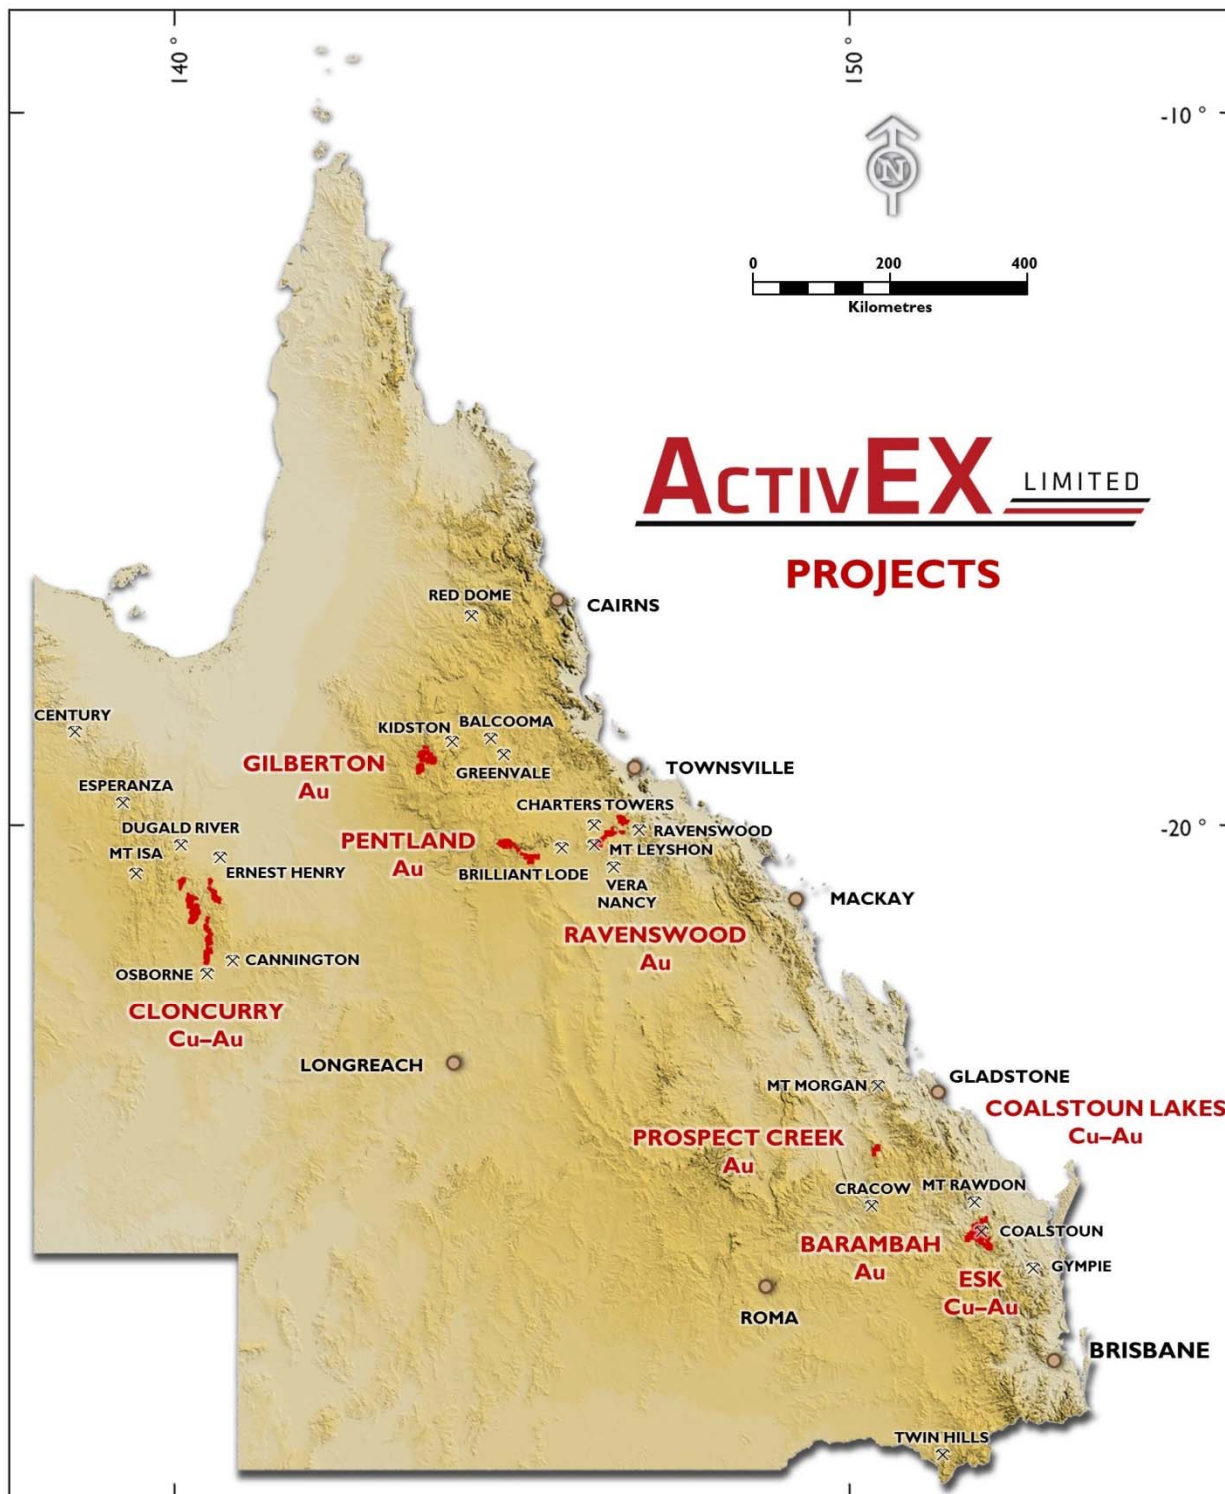 140°
150°
-10°
N
0 200 400
Kilometres
ACTIVEX LIMITED
PROJECTS
RED DOME
CAIRNS
CENTURY
KIDSTON
BALCOOMA
GILBERTON
Au
GREENVALE
TOWNSVILLE
ESPERANZA
CHARTERS TOWERS
-20°
DUGALD RIVER
RAVENSWOOD
PENTLAND
Au
MT LEYSHON
MT ISA
ERNEST HENRY
BRILLIANT LODE
VERA
NANCY
MACKAY
RAVENSWOOD
Au
CANNINGTON
OSBORNE
CLONCURRY
Cu–Au
LONGREACH
MT MORGAN
GLADSTONE
COALSTOUN LAKES
Cu–Au
PROSPECT CREEK
Au
CRACOW
MT RAWDON
COALSTOUN
BARAMBAH
Au
GYMPIE
ESK
Cu–Au
ROMA
BRISBANE
TWIN HILLS